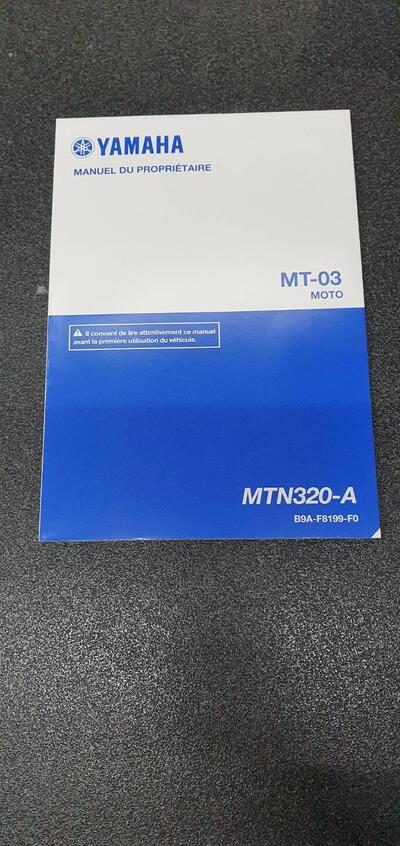 YAMAHA
MANUEL DU PROPRIÉTAIRE
MT-03
MOTO
Il convient de lire attentivement ce manuel
avant la première utilisation du véhicule.
MTN320-A
B9A-F8199-F0